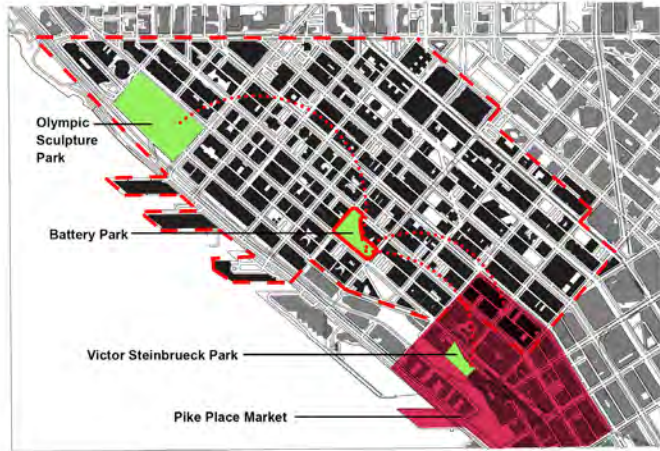 Olympic
Sculpture
Park
Battery Park
Victor Steinbrueck Park
Pike Place Market